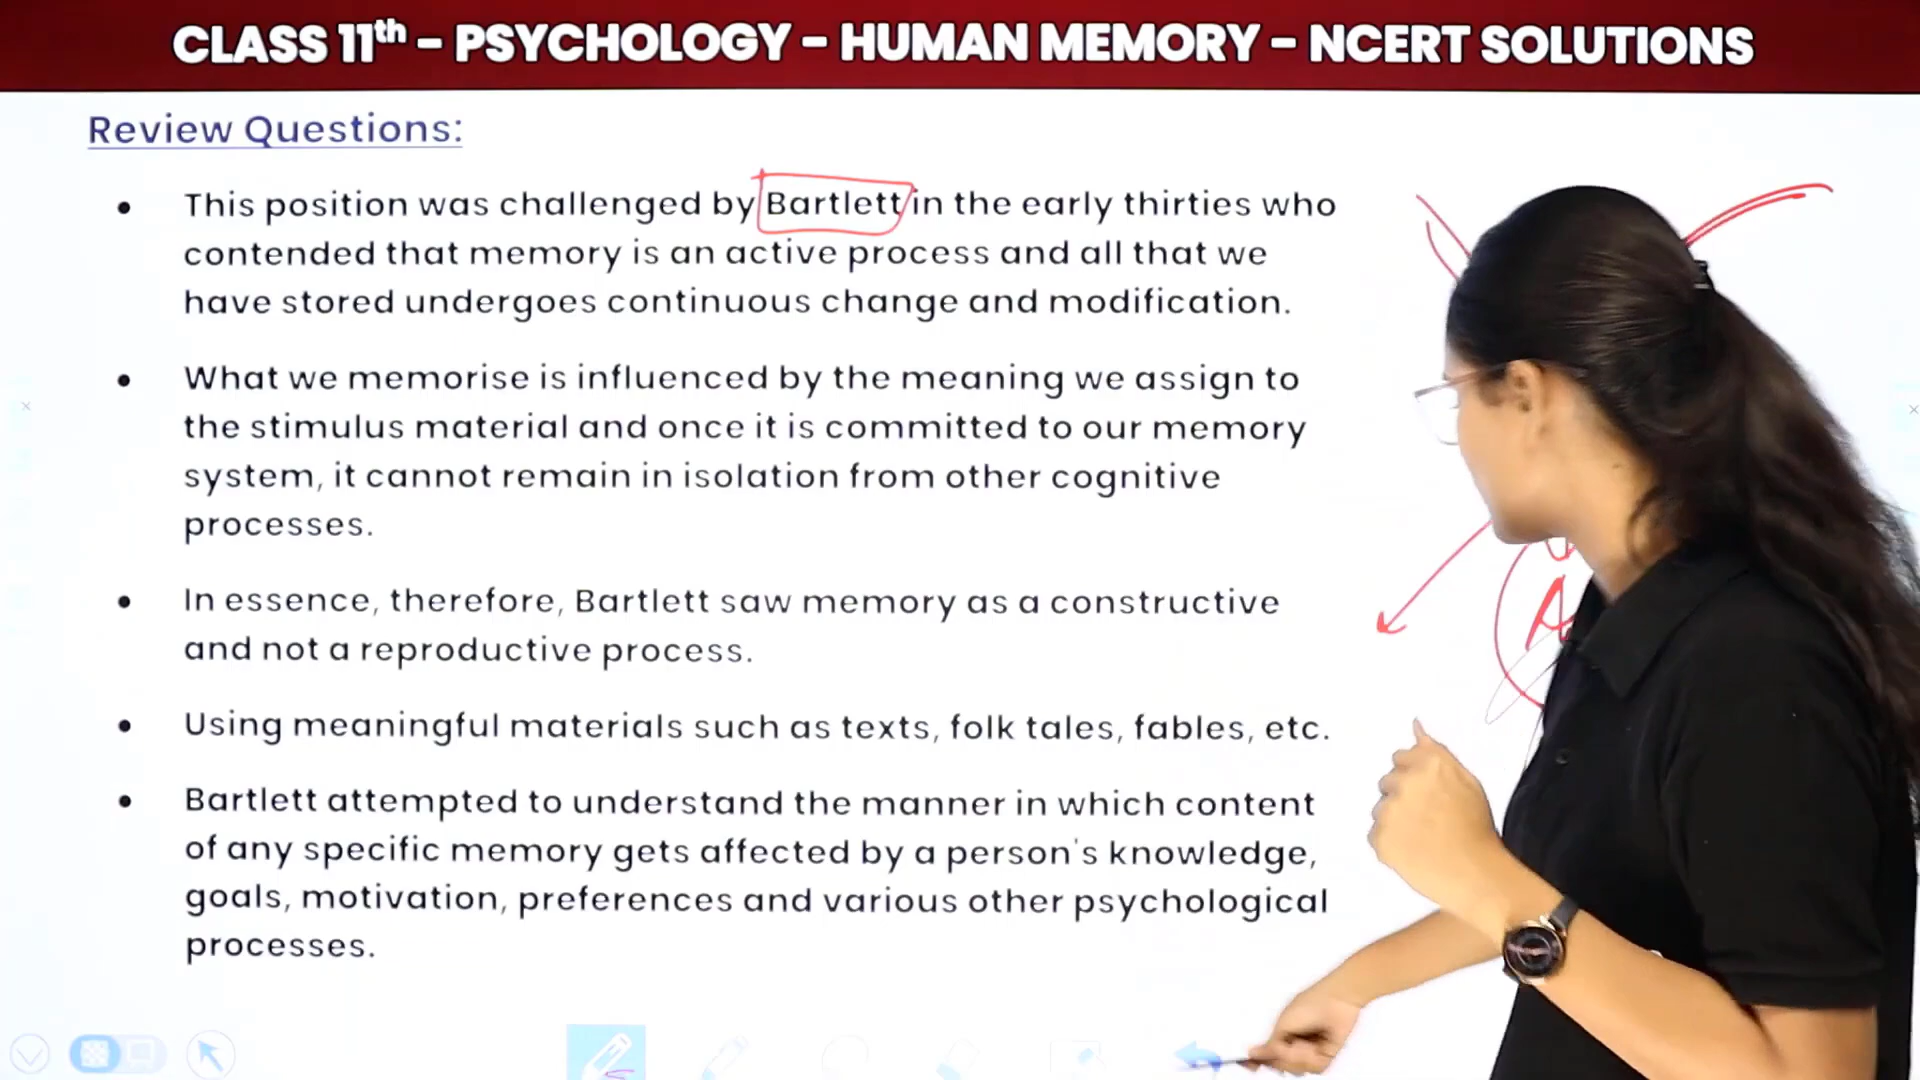 CLASS 11th - PSYCHOLOGY - HUMAN MEMORY - NCERT SOLUTIONS
Review Questions:
• This position was challenged by Bartlett in the early thirties who
contended that memory is an active process and all that we
have stored undergoes continuous change and modification.
• What we memorise is influenced by the meaning we assign to
the stimulus material and once it is committed to our memory
system, it cannot remain in isolation from other cognitive
processes.
• In essence, therefore, Bartlett saw memory as a constructive
and not a reproductive process.
• Using meaningful materials such as texts, folk tales, fables, etc.
• Bartlett attempted to understand the manner in which content
of any specific memory gets affected by a person's knowledge,
goals, motivation, preferences and various other psychological
processes.